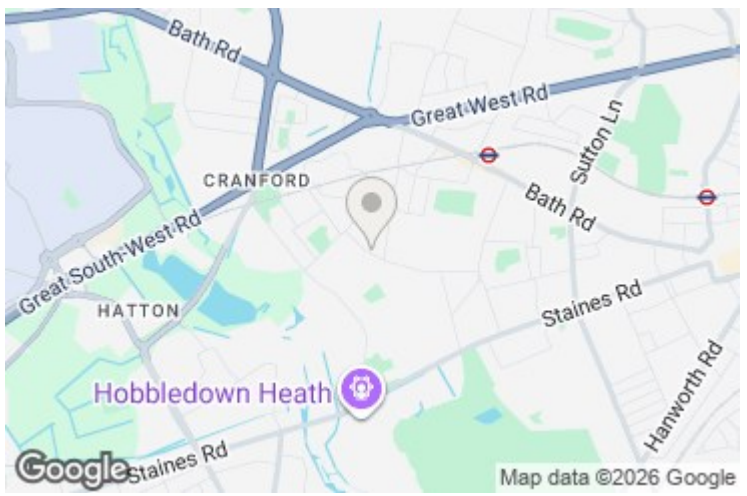 Bath Rd
Great West Rd
Sutton Ln
CRANFORD
Bath Rd
Great South-West Rd
HATTON
Staines Rd
Hobbledown Heath
Hanworth Rd
Staines Rd
Google
Map data ©2026 Google